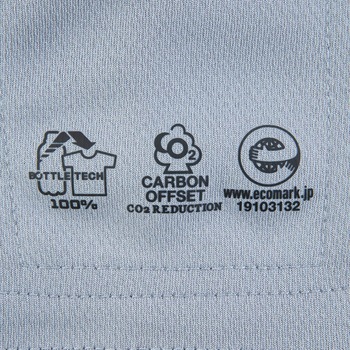 BOTTLE TECH
100%
O2
CARBON
OFFSET
CO2 REDUCTION
www.ecomark.jp
19103132